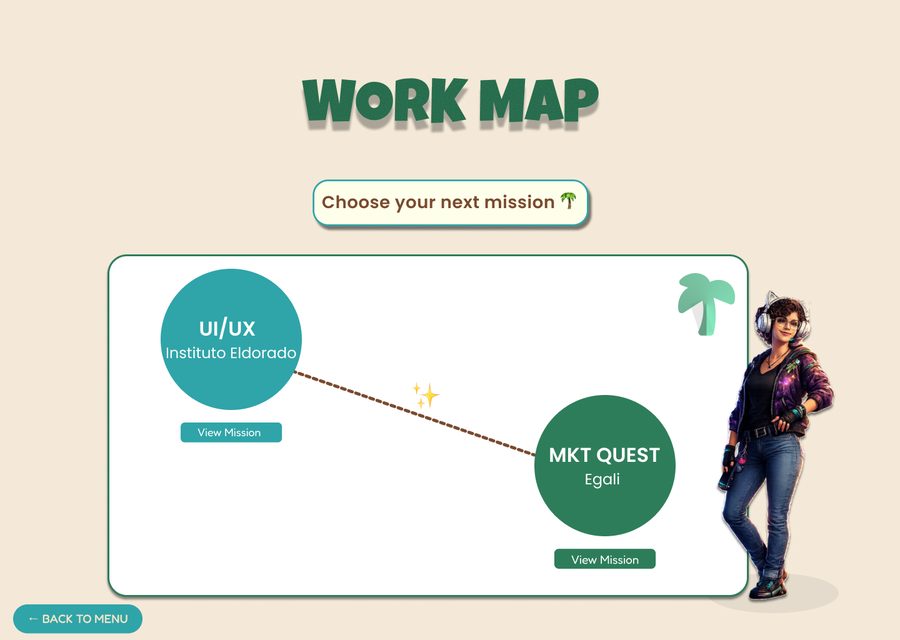 WORK MAP
Choose your next mission 🌴
UI/UX
Instituto Eldorado
View Mission
MKT QUEST
Egali
View Mission
← BACK TO MENU